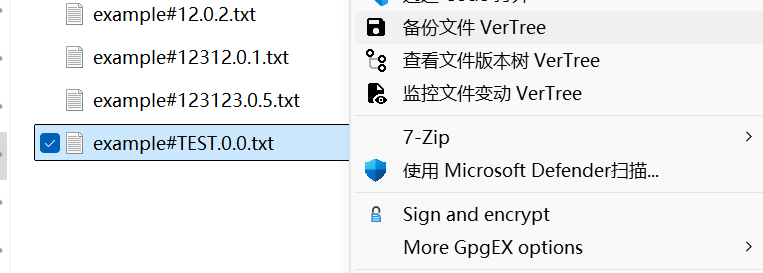 example#12.0.2.txt
example#12312.0.1.txt
example#123123.0.5.txt
example#TEST.0.0.txt
备份文件 VerTree
查看文件版本树 VerTree
监控文件变动 VerTree
7-Zip
使用 Microsoft Defender扫描...
Sign and encrypt
More GpgEX options